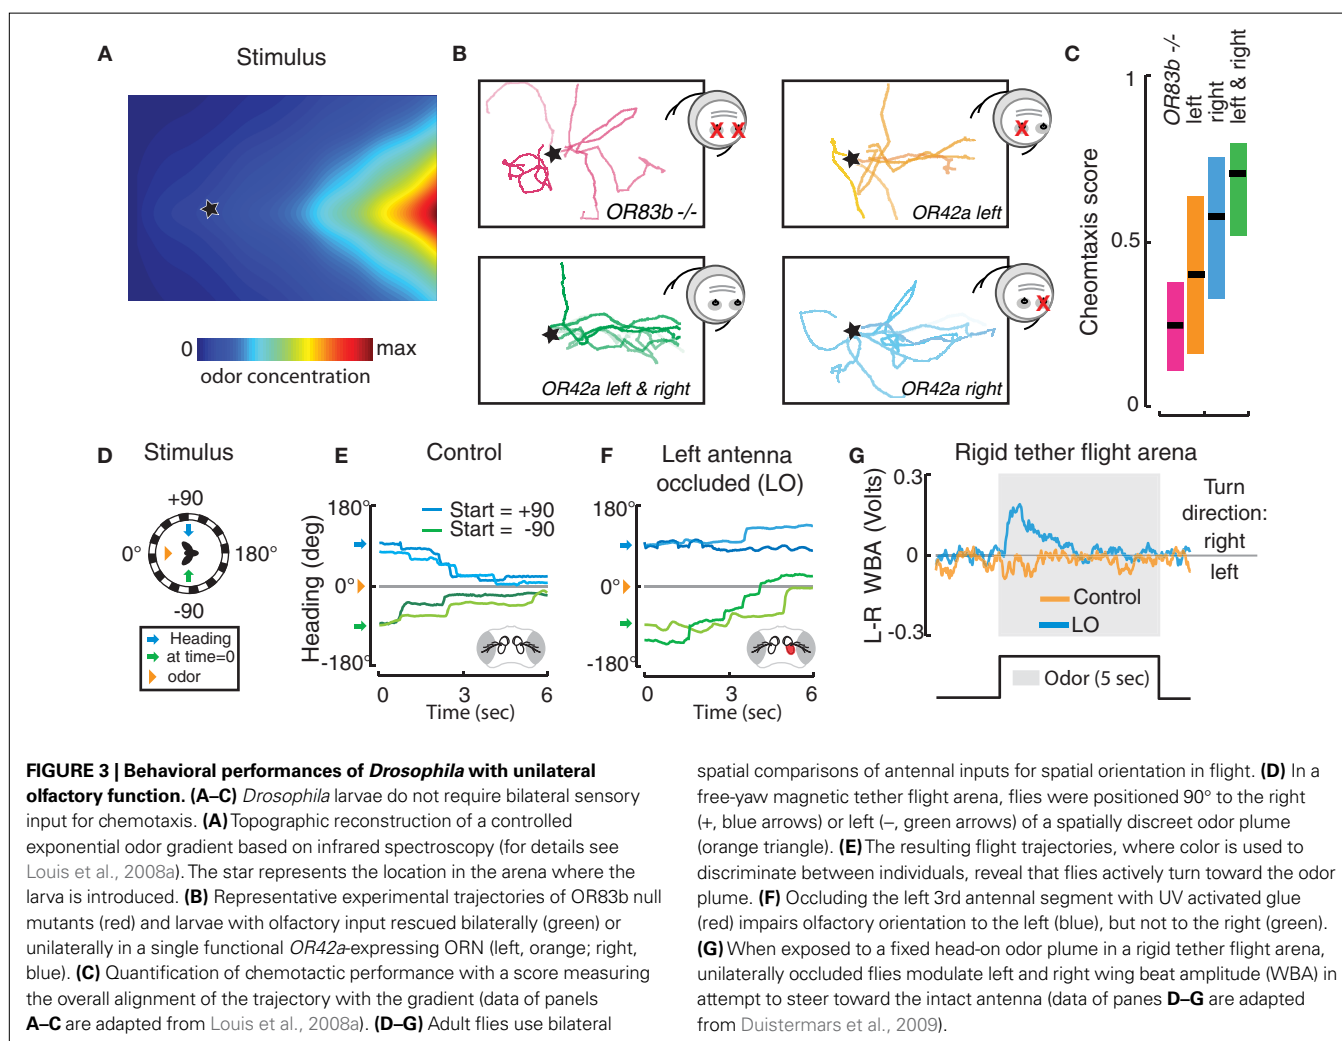 A
Stimulus
0
max
odor concentration
B
OR83b -/-
OR42a left
OR42a left & right
OR42a right
C
OR83b -/-
left
right
left & right
1
0.5
0
Cheomtaxis score
D
Stimulus
+90
0°
180°
-90
Heading
at time=0
odor
E
Control
180°
0°
-180°
Heading (deg)
Start = +90
Start = -90
0
3
6
Time (sec)
F
Left antenna
occluded (LO)
180°
0°
-180°
0
3
6
Time (sec)
G
Rigid tether flight arena
0.3
0
-0.3
L-R WBA (Volts)
Turn
direction:
right
left
Control
LO
Odor (5 sec)
FIGURE 3 | Behavioral performances of Drosophila with unilateral
olfactory function. (A–C) Drosophila larvae do not require bilateral sensory
input for chemotaxis. (A) Topographic reconstruction of a controlled
exponential odor gradient based on infrared spectroscopy (for details see
Louis et al., 2008a). The star represents the location in the arena where the
larva is introduced. (B) Representative experimental trajectories of OR83b null
mutants (red) and larvae with olfactory input rescued bilaterally (green) or
unilaterally in a single functional OR42a-expressing ORN (left, orange; right,
blue). (C) Quantification of chemotactic performance with a score measuring
the overall alignment of the trajectory with the gradient (data of panels
A–C are adapted from Louis et al., 2008a). (D–G) Adult flies use bilateral
spatial comparisons of antennal inputs for spatial orientation in flight. (D) In a
free-yaw magnetic tether flight arena, flies were positioned 90° to the right
(+, blue arrows) or left (–, green arrows) of a spatially discreet odor plume
(orange triangle). (E) The resulting flight trajectories, where color is used to
discriminate between individuals, reveal that flies actively turn toward the odor
plume. (F) Occluding the left 3rd antennal segment with UV activated glue
(red) impairs olfactory orientation to the left (blue), but not to the right (green).
(G) When exposed to a fixed head-on odor plume in a rigid tether flight arena,
unilaterally occluded flies modulate left and right wing beat amplitude (WBA) in
attempt to steer toward the intact antenna (data of panes D–G are adapted
from Duistermars et al., 2009).